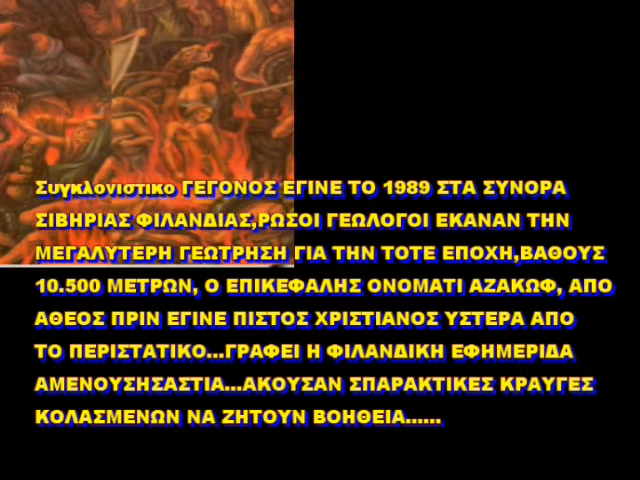 Συγκλονιστικο ΓΕΓΟΝΟΣ ΕΓΙΝΕ ΤΟ 1989 ΣΤΑ ΣΥΝΟΡΑ
ΣΙΒΗΡΙΑΣ ΦΙΛΑΝΔΙΑΣ,ΡΩΣΟΙ ΓΕΩΛΟΓΟΙ ΕΚΑΝΑΝ ΤΗΝ
ΜΕΓΑΛΥΤΕΡΗ ΓΕΩΤΡΗΣΗ ΓΙΑ ΤΗΝ ΤΟΤΕ ΕΠΟΧΗ,ΒΑΘΟΥΣ
10.500 ΜΕΤΡΩΝ, Ο ΕΠΙΚΕΦΑΛΗΣ ΟΝΟΜΑΤΙ ΑΖΑΚΩΦ, ΑΠΟ
ΑΘΕΟΣ ΠΡΙΝ ΕΓΙΝΕ ΠΙΣΤΟΣ ΧΡΙΣΤΙΑΝΟΣ ΥΣΤΕΡΑ ΑΠΟ
ΤΟ ΠΕΡΙΣΤΑΤΙΚΟ...ΓΡΑΦΕΙ Η ΦΙΛΑΝΔΙΚΗ ΕΦΗΜΕΡΙΔΑ
ΑΜΕΝΟΥΣΗΣΑΣΤΙΑ...ΑΚΟΥΣΑΝ ΣΠΑΡΑΚΤΙΚΕΣ ΚΡΑΥΓΕΣ
ΚΟΛΑΣΜΕΝΩΝ ΝΑ ΖΗΤΟΥΝ ΒΟΗΘΕΙΑ......